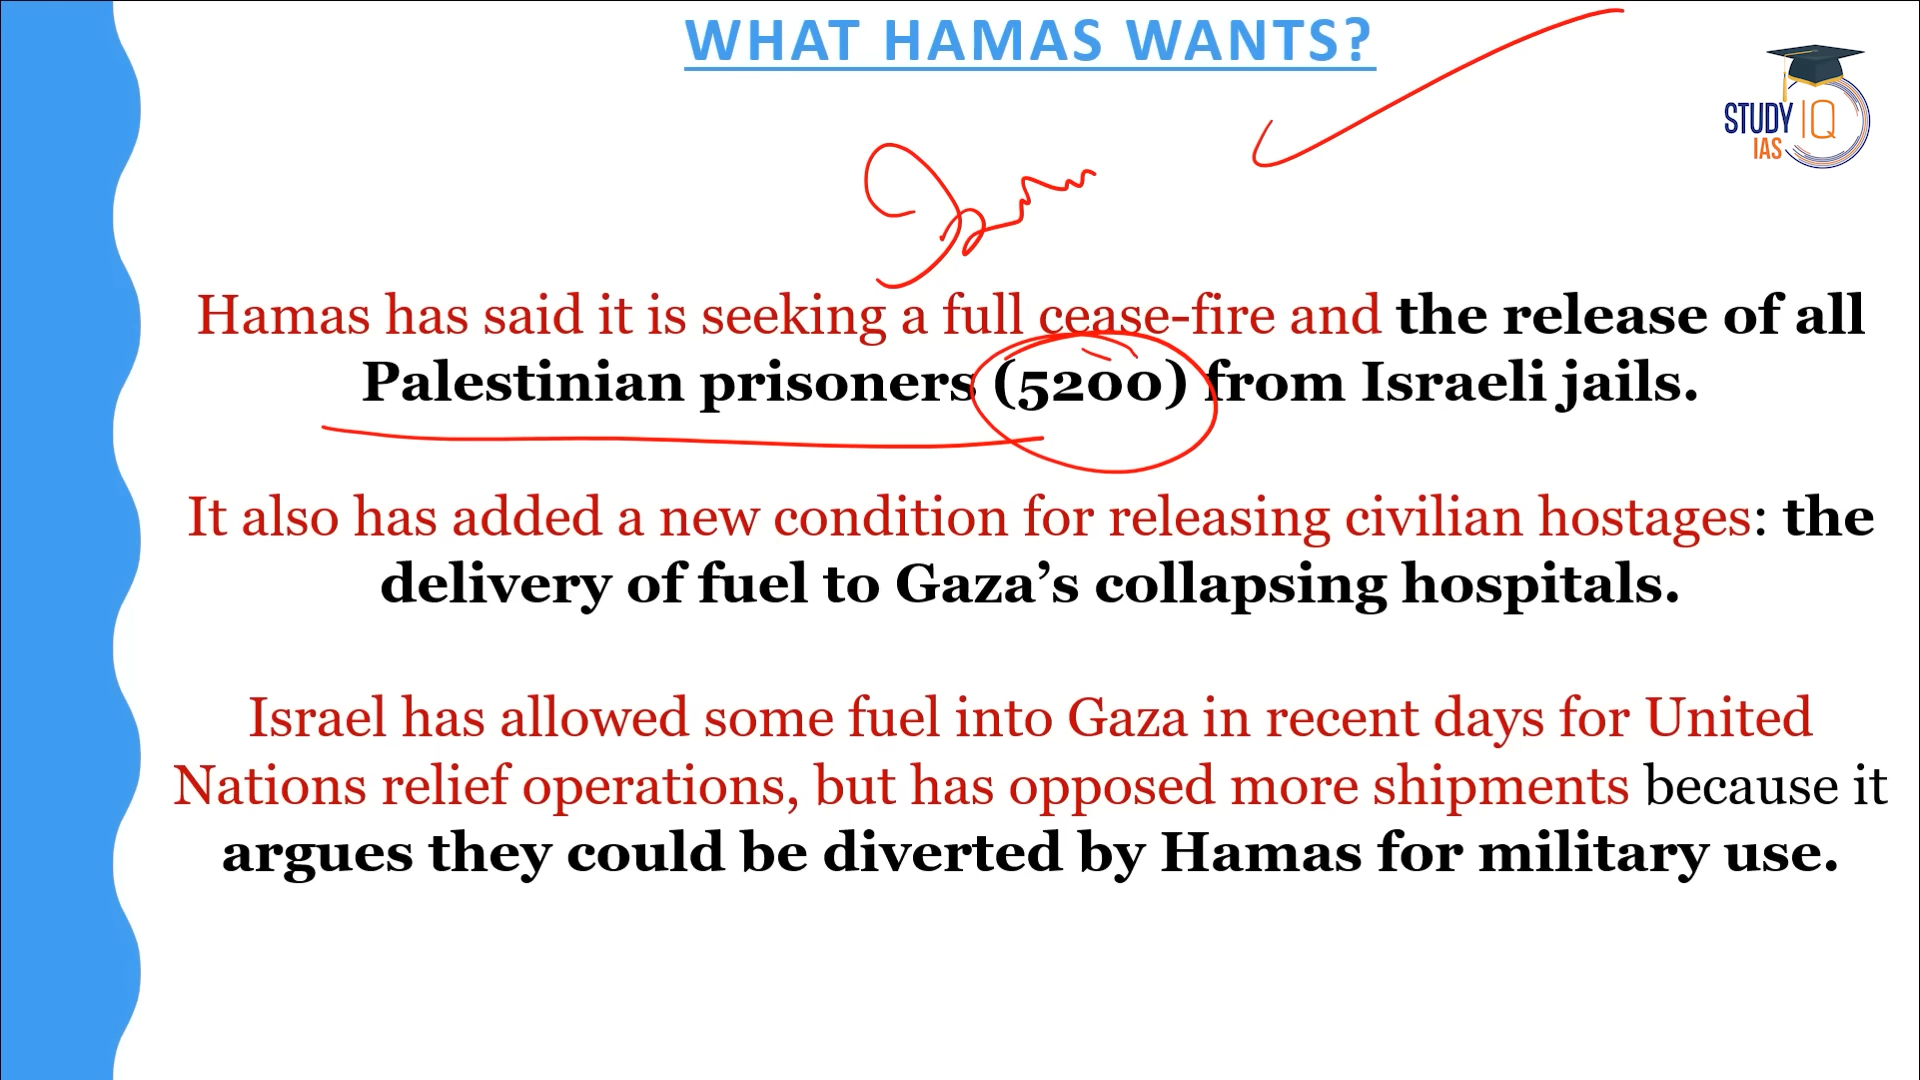 WHAT HAMAS WANTS?
STUDY IQ
IAS
Hamas has said it is seeking a full cease-fire and the release of all
Palestinian prisoners (5200) from Israeli jails.
It also has added a new condition for releasing civilian hostages: the
delivery of fuel to Gaza’s collapsing hospitals.
Israel has allowed some fuel into Gaza in recent days for United
Nations relief operations, but has opposed more shipments because it
argues they could be diverted by Hamas for military use.